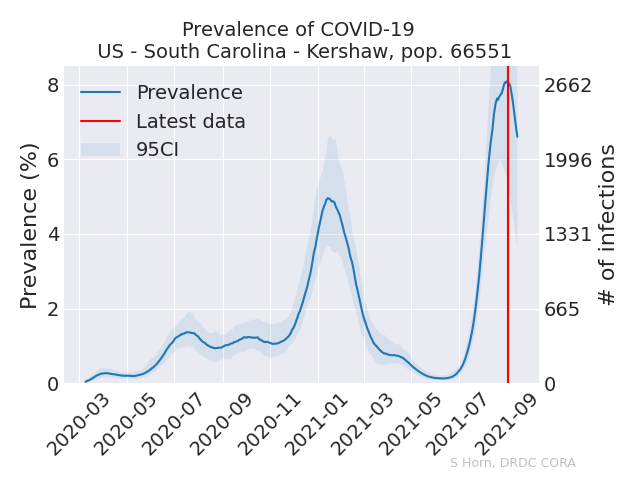 Prevalence of COVID-19
US - South Carolina - Kershaw, pop. 66551
Prevalence
Latest data
95CI
Prevalence (%)
8
6
4
2
0
2662
1996
1331
665
0
# of infections
2020-03
2020-05
2020-07
2020-09
2020-11
2021-01
2021-03
2021-05
2021-07
2021-09
S Horn, DRDC CORA